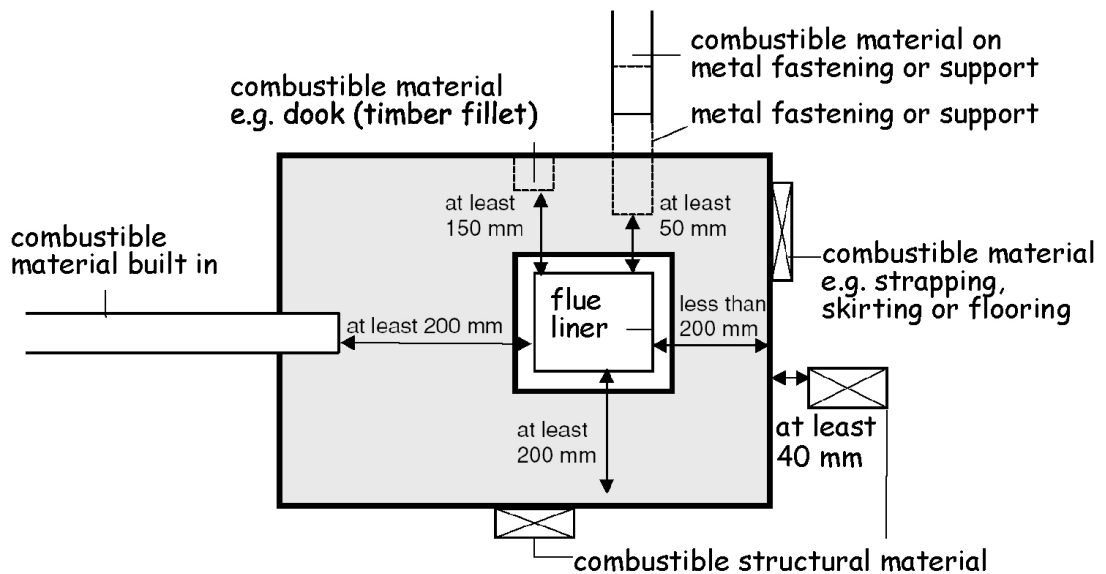 combustible material on
metal fastening or support
combustible material
e.g. dook (timber fillet)
metal fastening or support
at least
150 mm
at least
50 mm
combustible
material built in
combustible material
e.g. strapping,
skirting or flooring
flue
liner
at least 200 mm
less than
200 mm
at least
200 mm
at least
40 mm
combustible structural material